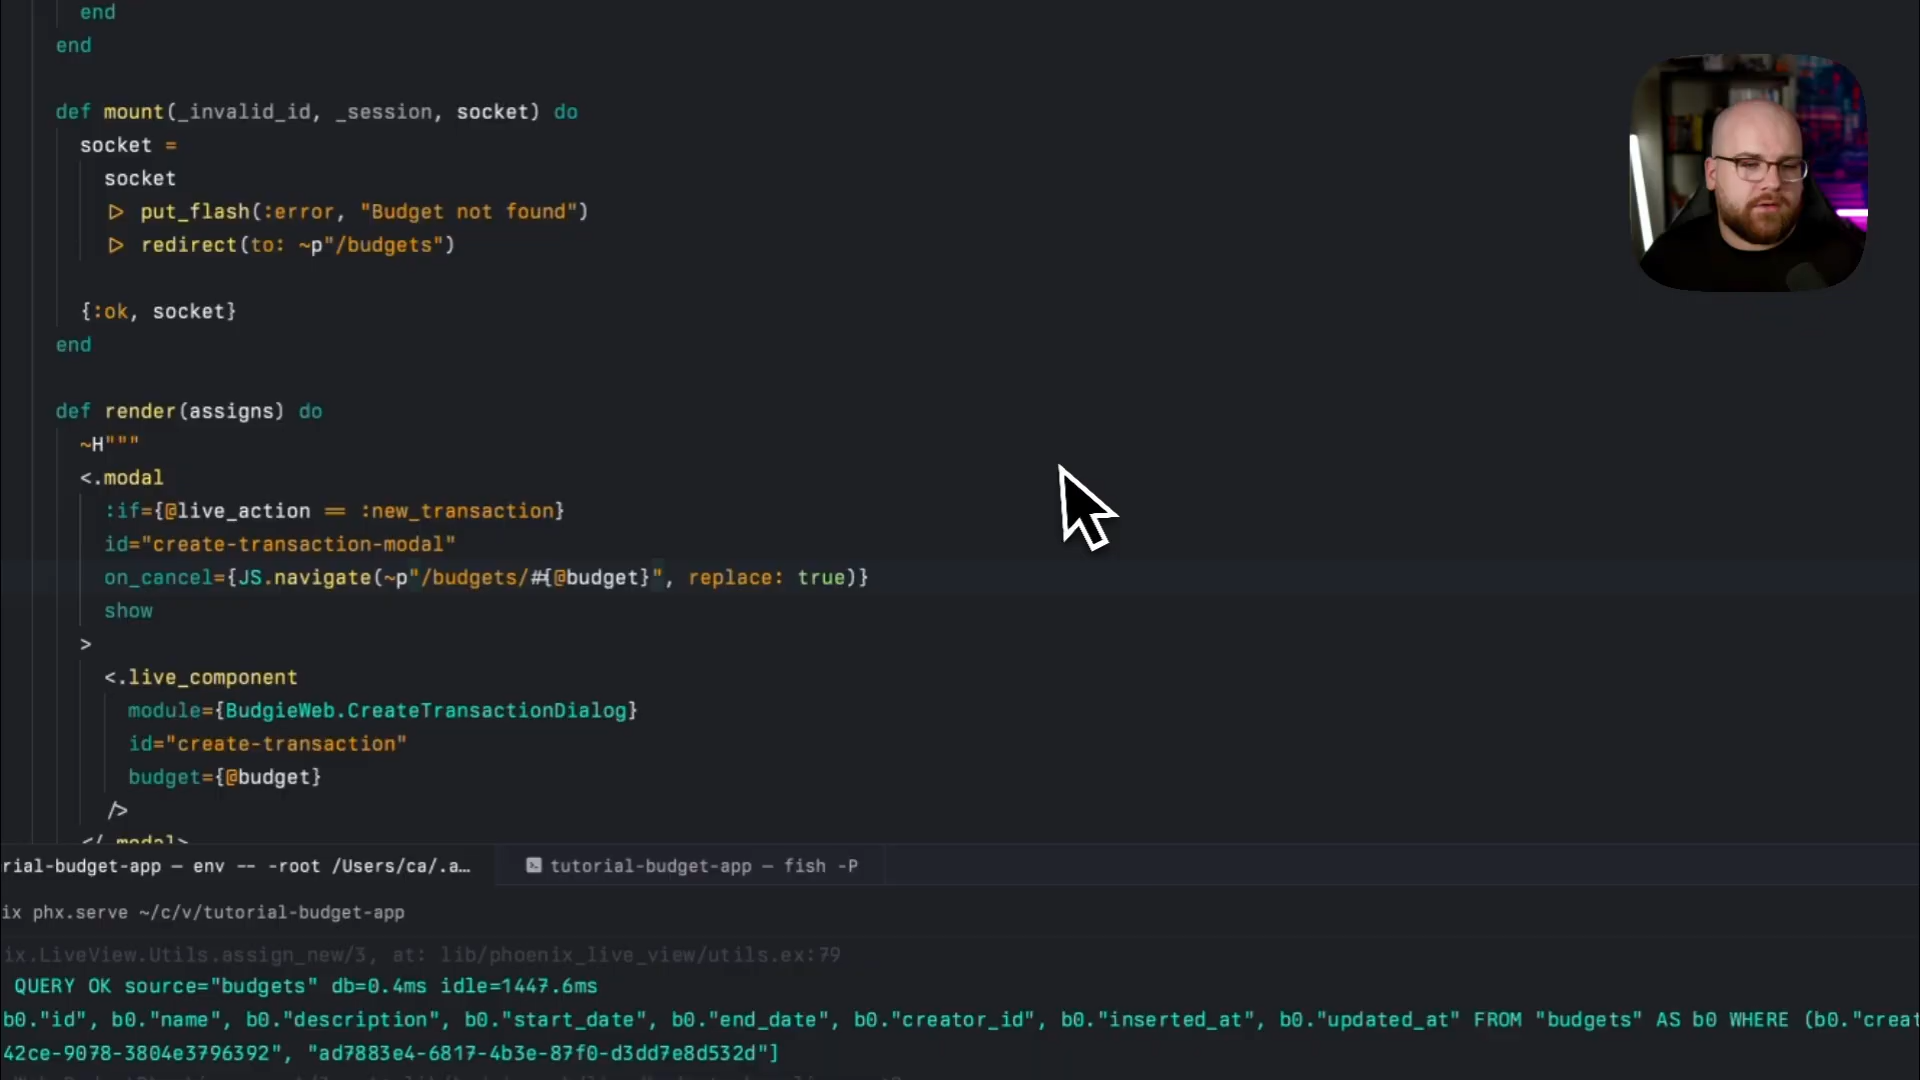 end
end
def mount(_invalid_id, _session, socket) do
socket =
socket
|> put_flash(:error, "Budget not found")
|> redirect(to: ~p"/budgets")
{:ok, socket}
end
def render(assigns) do
~H"""
<.modal
:if={@live_action == :new_transaction}
id="create-transaction-modal"
on_cancel={JS.navigate(~p"/budgets/#{@budget}", replace: true)}
show
>
<.live_component
module={BudgieWeb.CreateTransactionDialog}
id="create-transaction"
budget={@budget}
/>
</.modal>
rial-budget-app — env -- -root /Users/ca/.a… tutorial-budget-app — fish -P
ix phx.serve ~/c/v/tutorial-budget-app
ix.LiveView.Utils.assign_new/3, at: lib/phoenix_live_view/utils.ex:79
QUERY OK source="budgets" db=0.4ms idle=1447.6ms
b0."id", b0."name", b0."description", b0."start_date", b0."end_date", b0."creator_id", b0."inserted_at", b0."updated_at" FROM "budgets" AS b0 WHERE (b0."creat
42ce-9078-3804e3796392", "ad7883e4-6817-4b3e-87f0-d3dd7e8d532d"]